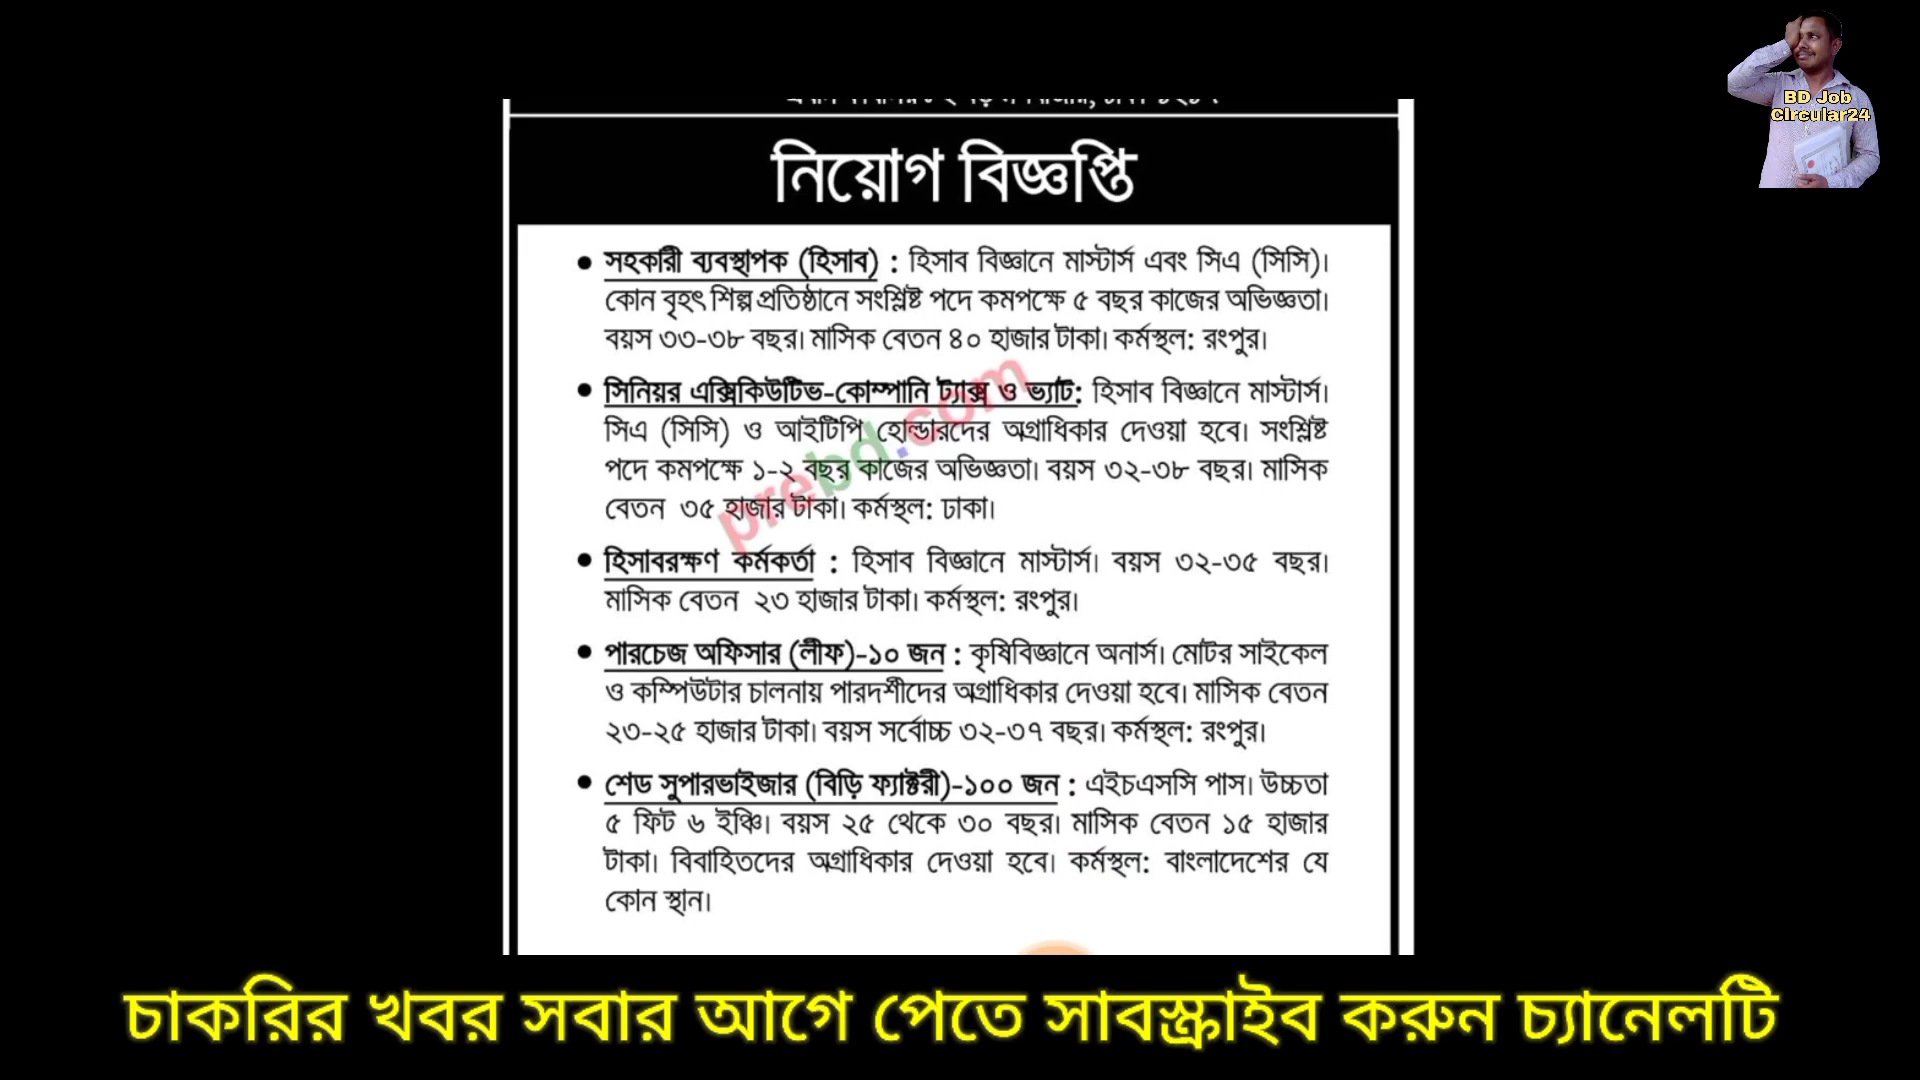 BD Job
CIrcular24
নিয়োগ বিজ্ঞপ্তি
• সহকারী ব্যবস্থাপক (হিসাব) : হিসাব বিজ্ঞানে মাস্টার্স এবং সিএ (সিসি)।
কোন বৃহৎ শিল্প প্রতিষ্ঠানে সংশ্লিষ্ট পদে কমপক্ষে ৫ বছর কাজের অভিজ্ঞতা।
বয়স ৩৩-৩৮ বছর। মাসিক বেতন ৪০ হাজার টাকা। কর্মস্থল: রংপুর।
• সিনিয়র এক্সিকিউটিভ-কোম্পানি ট্যাক্স ও ভ্যাট: হিসাব বিজ্ঞানে মাস্টার্স।
সিএ (সিসি) ও আইটিপি হোল্ডারদের অগ্রাধিকার দেওয়া হবে। সংশ্লিষ্ট
পদে কমপক্ষে ১-২ বছর কাজের অভিজ্ঞতা। বয়স ৩২-৩৮ বছর। মাসিক
বেতন ৩৫ হাজার টাকা। কর্মস্থল: ঢাকা।
prebd.com
• হিসাবরক্ষণ কর্মকর্তা : হিসাব বিজ্ঞানে মাস্টার্স। বয়স ৩২-৩৫ বছর।
মাসিক বেতন ২৩ হাজার টাকা। কর্মস্থল: রংপুর।
• পারচেজ অফিসার (লীফ)-১০ জন : কৃষিবিজ্ঞানে অনার্স। মোটর সাইকেল
ও কম্পিউটার চালনায় পারদর্শীদের অগ্রাধিকার দেওয়া হবে। মাসিক বেতন
২৩-২৫ হাজার টাকা। বয়স সর্বোচ্চ ৩২-৩৭ বছর। কর্মস্থল: রংপুর।
• শেড সুপারভাইজার (বিড়ি ফ্যাক্টরী)-১০০ জন : এইচএসসি পাস। উচ্চতা
৫ ফিট ৬ ইঞ্চি। বয়স ২৫ থেকে ৩০ বছর। মাসিক বেতন ১৫ হাজার
টাকা। বিবাহিতদের অগ্রাধিকার দেওয়া হবে। কর্মস্থল: বাংলাদেশের যে
কোন স্থান।
চাকরির খবর সবার আগে পেতে সাবস্ক্রাইব করুন চ্যানেলটি